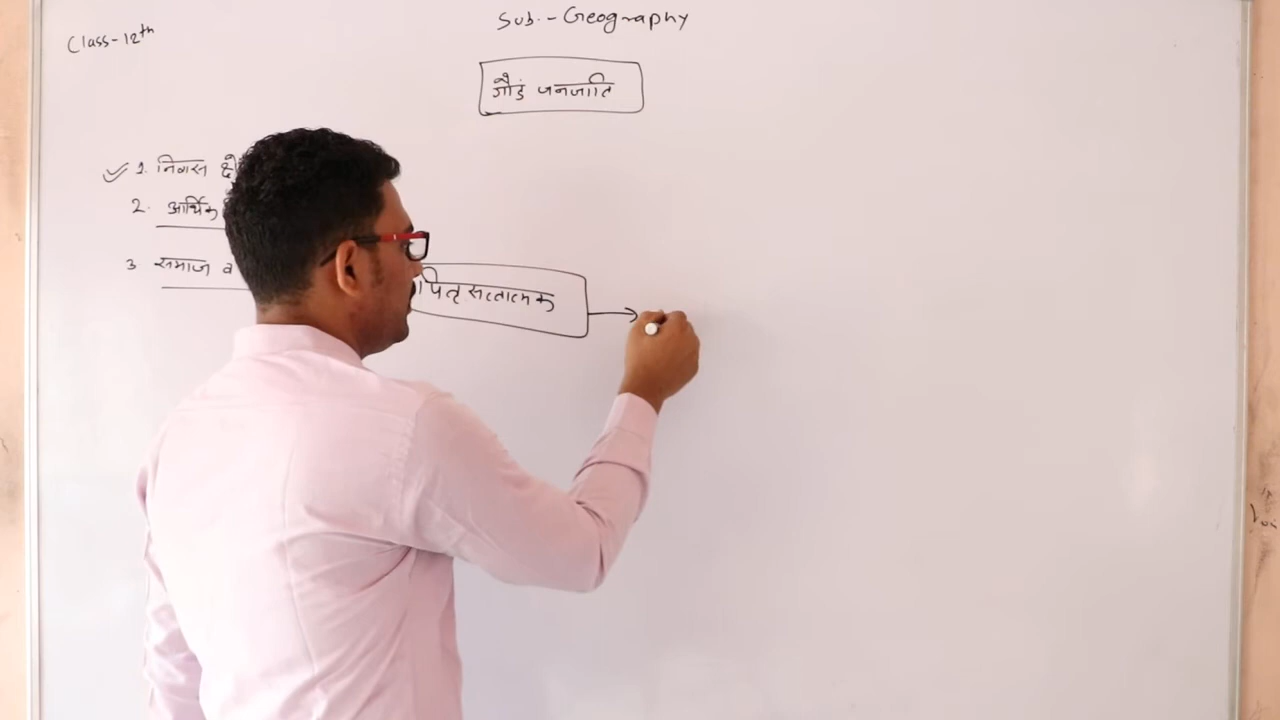 Sub.- Geography
Class-12th
गौंड जनजाति
1. निवास क्षे
2. आर्थिक
3 समाज व
पितृसत्तात्मक